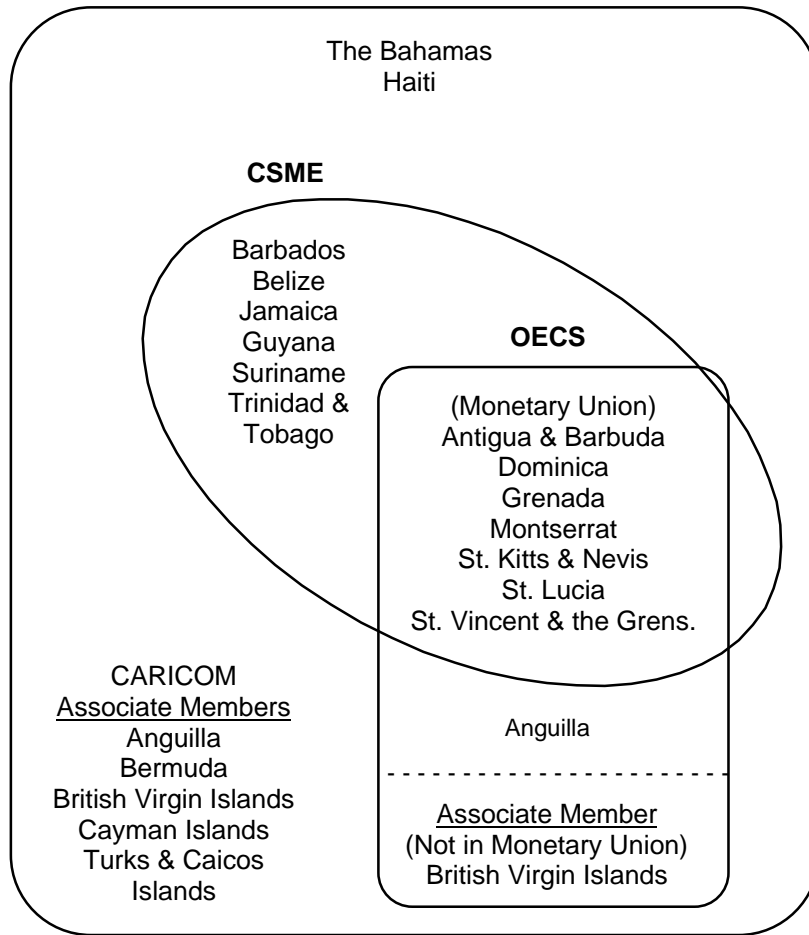 The Bahamas
Haiti
CSME
Barbados
Belize
Jamaica
Guyana
Suriname
Trinidad &
Tobago
OECS
(Monetary Union)
Antigua & Barbuda
Dominica
Grenada
Montserrat
St. Kitts & Nevis
St. Lucia
St. Vincent & the Grens.
CARICOM
Associate Members
Anguilla
Bermuda
British Virgin Islands
Cayman Islands
Turks & Caicos
Islands
Anguilla
Associate Member
(Not in Monetary Union)
British Virgin Islands